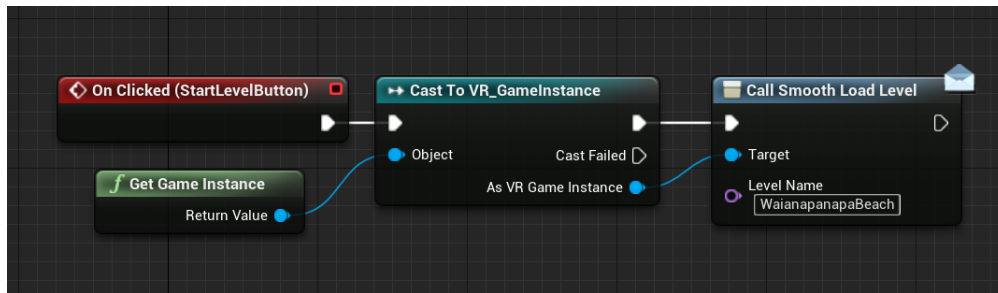 On Clicked (StartLevelButton)
Cast To VR_GameInstance
Call Smooth Load Level
Object
Cast Failed
Target
f Get Game Instance
As VR Game Instance
Level Name
Return Value
WaianapanapaBeach